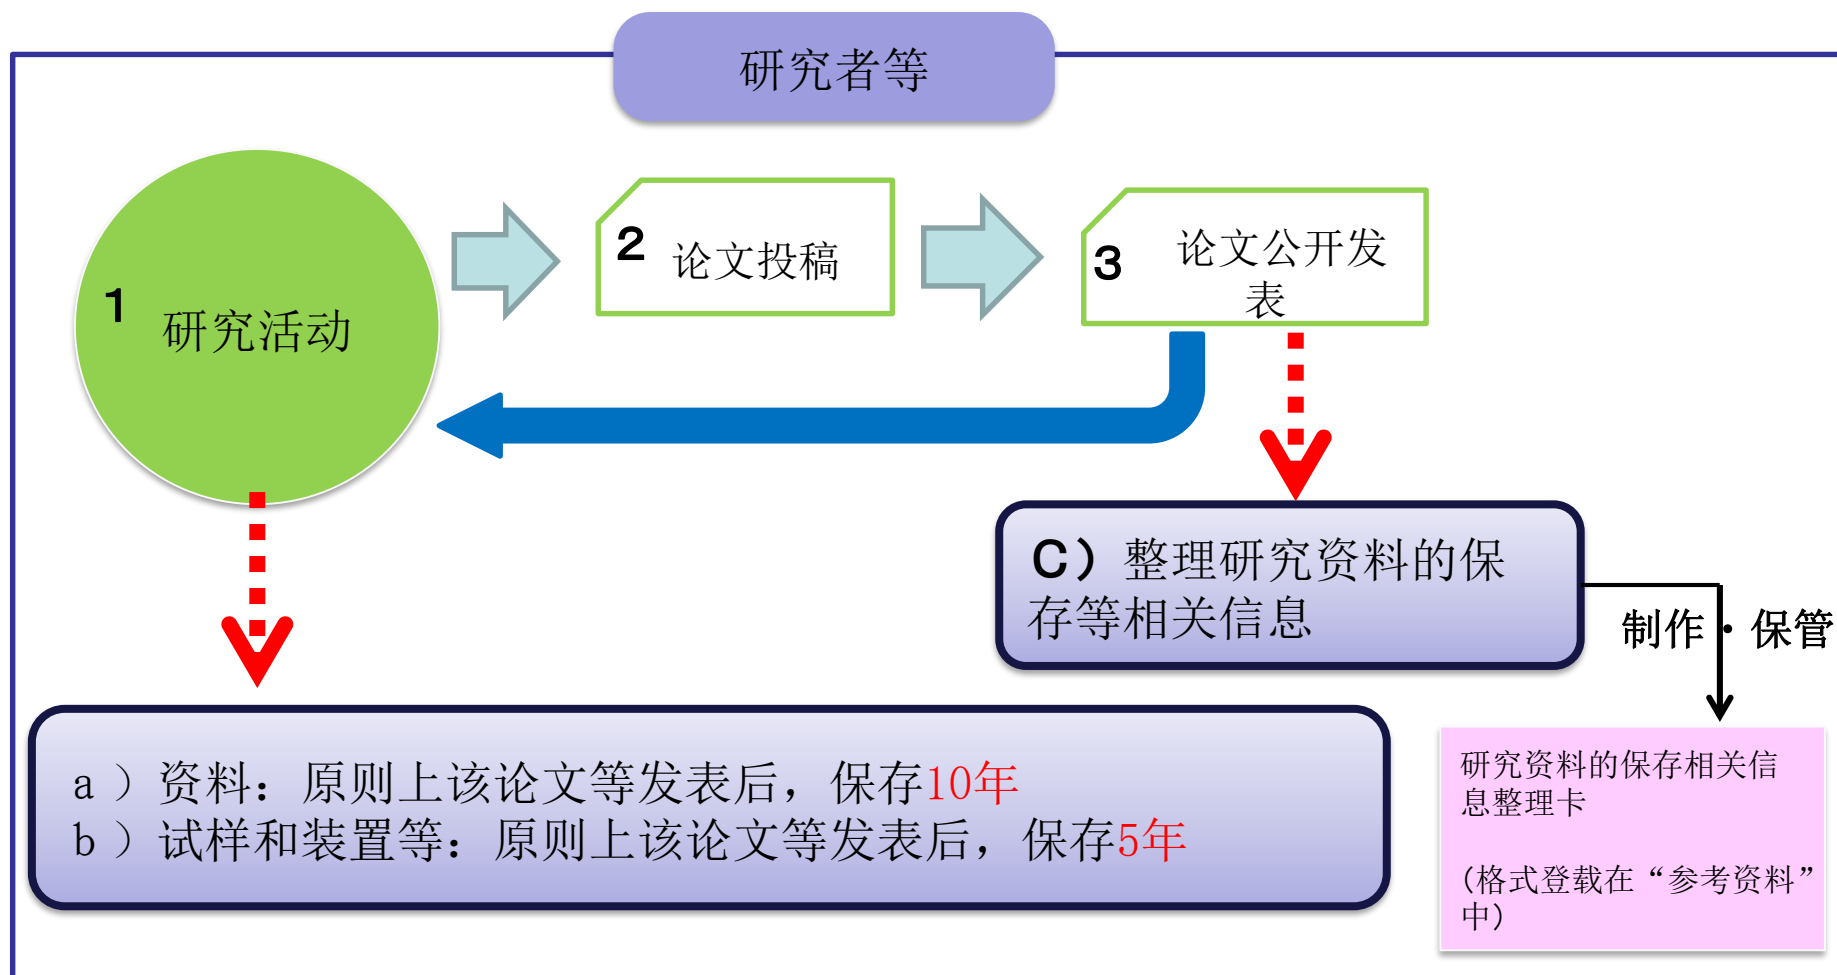 研究者等
1
研究活动
2
论文投稿
3
论文公开发
表
C）整理研究资料的保
存等相关信息
制作・保管
a ）资料：原则上该论文等发表后，保存10年
b ）试样和装置等：原则上该论文等发表后，保存5年
研究资料的保存相关信
息整理卡
(格式登载在“参考资料”
中)